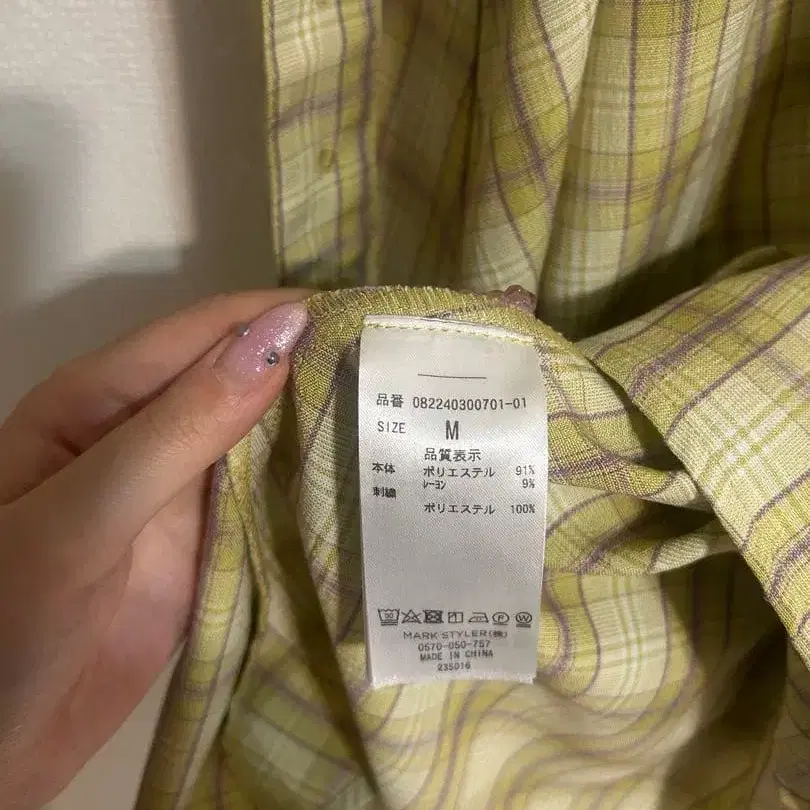 品番 082240300701-01
SIZE M
品質表示
本体 ポリエステル 91%
レーヨン 9%
刺繍 ポリエステル 100%
MARK STYLER(株)
0570-050-757
MADE IN CHINA
235016